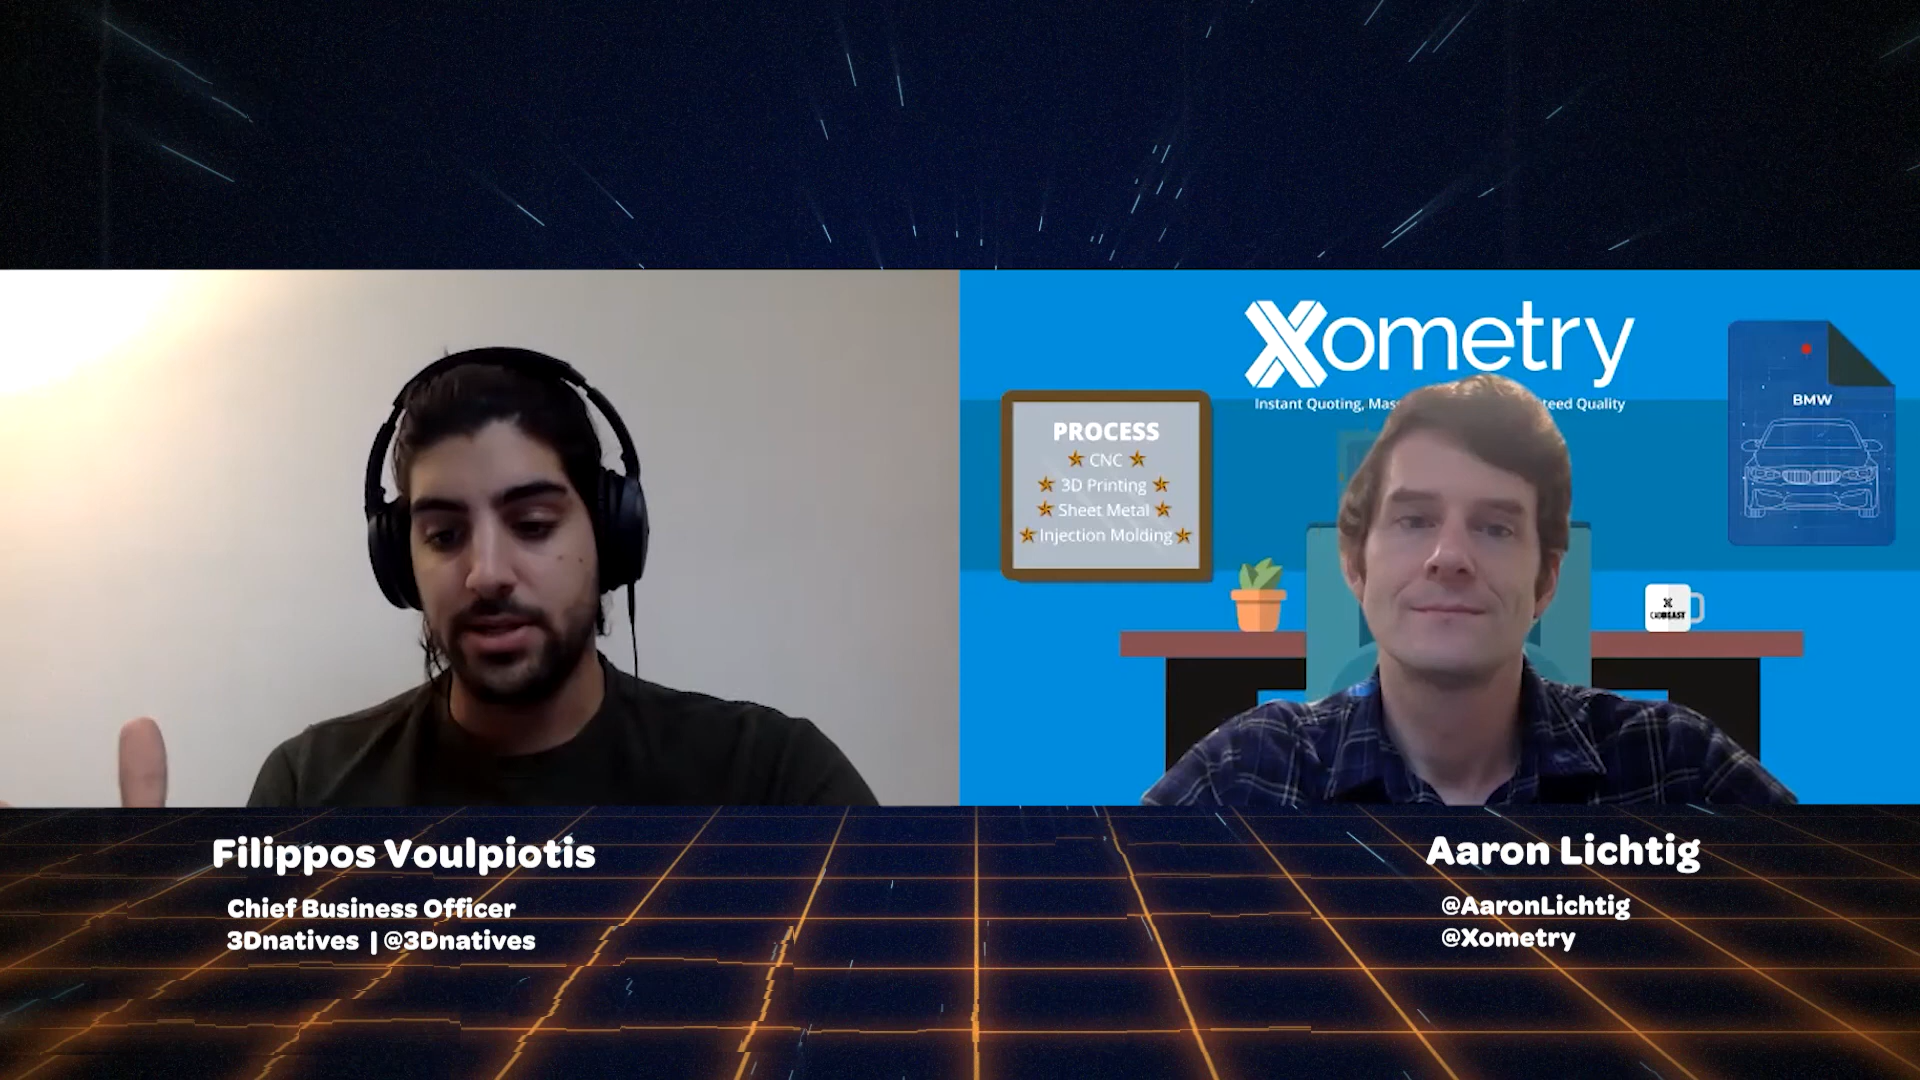 Xometry
Instant Quoting, Mas teed Quality
PROCESS
CNC
3D Printing
Sheet Metal
Injection Molding
BMW
X
CADBEAST
Filippos Voulpiotis
Chief Business Officer
3Dnatives | @3Dnatives
Aaron Lichtig
@AaronLichtig
@Xometry